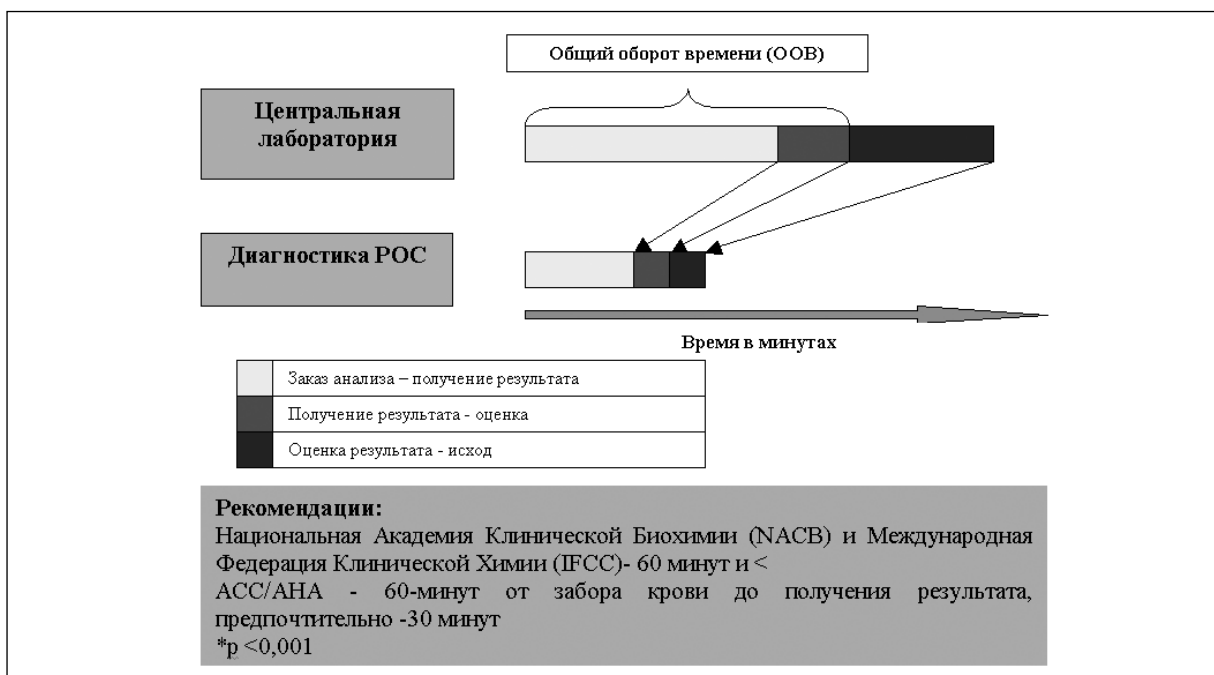 Общий оборот времени (ООВ)
Центральная
лаборатория
Диагностика POC
Время в минутах
Заказ анализа – получение результата
Получение результата - оценка
Оценка результата - исход
Рекомендации:
Национальная Академия Клинической Биохимии (NACB) и Международная
Федерация Клинической Химии (IFCC)- 60 минут и <
ACC/AHA - 60-минут от забора крови до получения результата,
предпочтительно -30 минут
*p <0,001